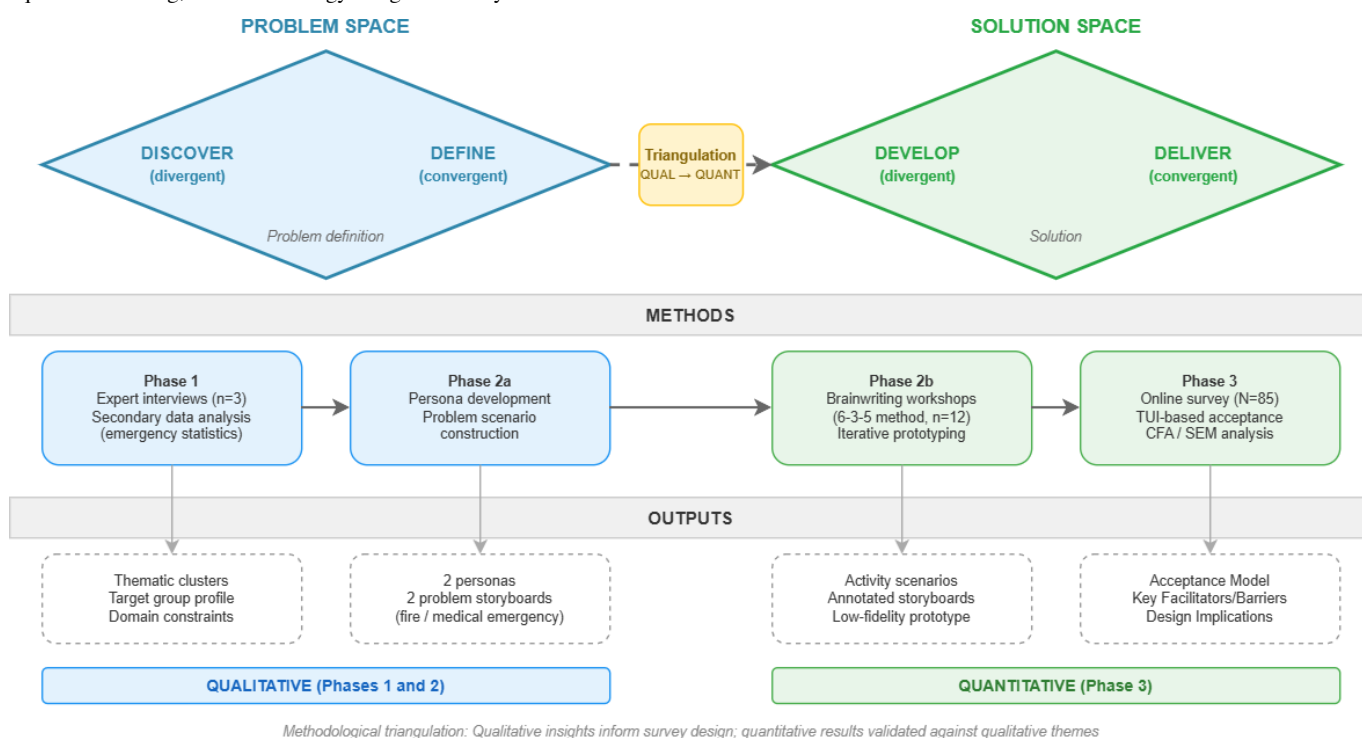 PROBLEM SPACE
SOLUTION SPACE
DISCOVER
(divergent)
DEFINE
(convergent)
Problem definition
Triangulation
QUAL → QUANT
DEVELOP
(divergent)
DELIVER
(convergent)
Solution
METHODS
Phase 1
Expert interviews (n=3)
Secondary data analysis
(emergency statistics)
Phase 2a
Persona development
Problem scenario
construction
Phase 2b
Brainwriting workshops
(6-3-5 method, n=12)
Iterative prototyping
Phase 3
Online survey (N=85)
TUI-based acceptance
CFA / SEM analysis
OUTPUTS
Thematic clusters
Target group profile
Domain constraints
2 personas
2 problem storyboards
(fire / medical emergency)
Activity scenarios
Annotated storyboards
Low-fidelity prototype
Acceptance Model
Key Facilitators/Barriers
Design Implications
QUALITATIVE (Phases 1 and 2)
QUANTITATIVE (Phase 3)
Methodological triangulation: Qualitative insights inform survey design; quantitative results validated against qualitative themes